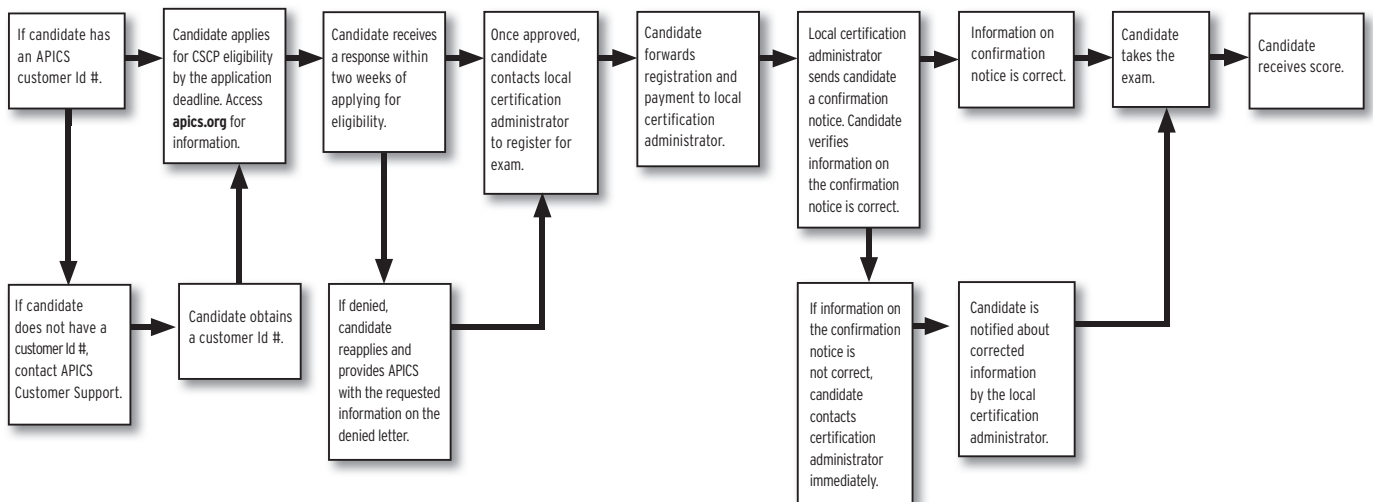 If candidate has
an APICS
customer Id #.
Candidate applies
for CSCP eligibility
by the application
deadline. Access
apics.org for
information.
Candidate receives
a response within
two weeks of
applying for
eligibility.
Once approved,
candidate
contacts local
certification
administrator
to register for
exam.
Candidate
forwards
registration and
payment to local
certification
administrator.
Local certification
administrator
sends candidate
a confirmation
notice. Candidate
verifies
information on
the confirmation
notice is correct.
Information on
confirmation
notice is correct.
Candidate
takes the
exam.
Candidate
receives score.
If candidate
does not have a
customer Id #,
contact APICS
Customer Support.
Candidate obtains
a customer Id #.
If denied,
candidate
reapplies and
provides APICS
with the requested
information on the
denied letter.
If information on
the confirmation
notice is
not correct,
candidate
contacts
certification
administrator
immediately.
Candidate is
notified about
corrected
information
by the local
certification
administrator.